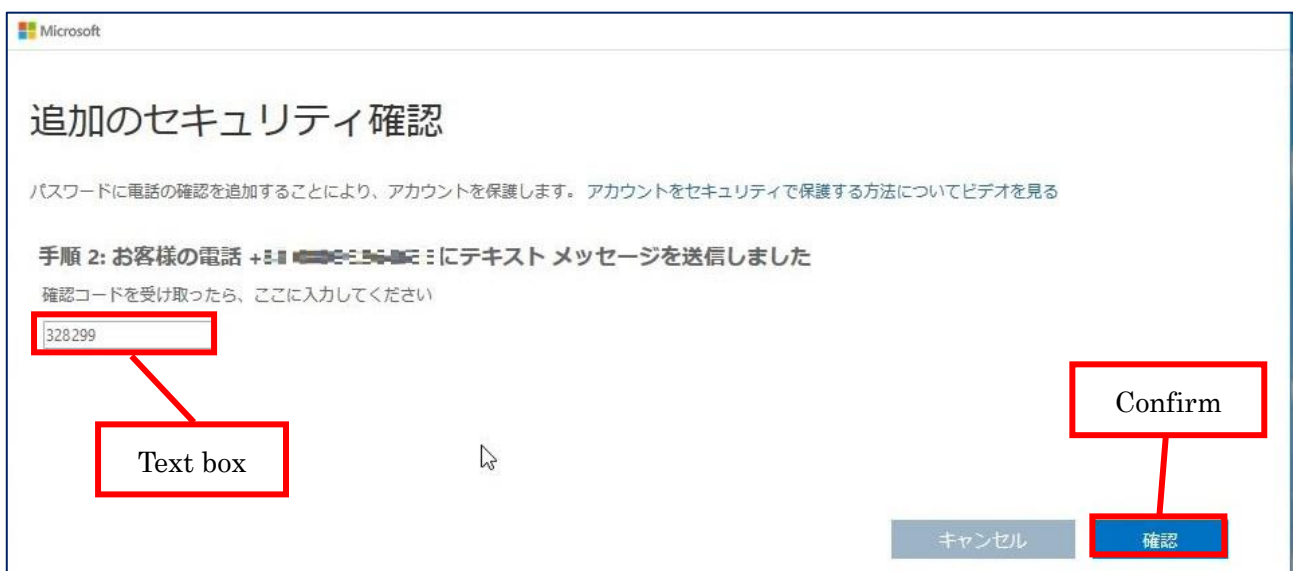 Microsoft
追加のセキュリティ確認
パスワードに電話の確認を追加することにより、アカウントを保護します。 アカウントをセキュリティで保護する方法についてビデオを見る
手順 2: お客様の電話 + にテキスト メッセージを送信しました
確認コードを受け取ったら、ここに入力してください
328299
Confirm
Text box
キャンセル 確認